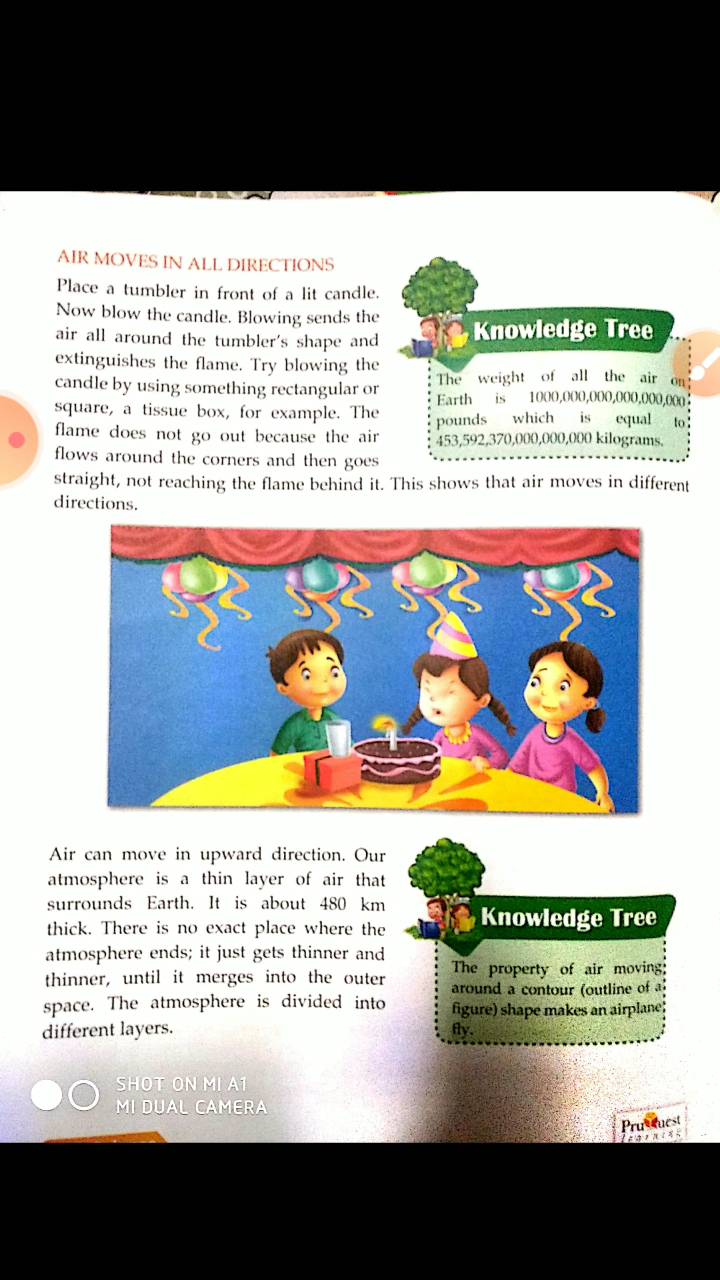 AIR MOVES IN ALL DIRECTIONS
Place a tumbler in front of a lit candle.
Now blow the candle. Blowing sends the
air all around the tumbler's shape and
extinguishes the flame. Try blowing the
candle by using something rectangular or
square, a tissue box, for example. The
flame does not go out because the air
flows around the corners and then goes
straight, not reaching the flame behind it. This shows that air moves in different
directions.
Knowledge Tree
The weight of all the air on
Earth is 1000,000,000,000,000,000
pounds which is equal to
453,592,370,000,000,000 kilograms.
Air can move in upward direction. Our
atmosphere is a thin layer of air that
surrounds Earth. It is about 480 km
thick. There is no exact place where the
atmosphere ends; it just gets thinner and
thinner, until it merges into the outer
space. The atmosphere is divided into
different layers.
Knowledge Tree
The property of air moving
around a contour (outline of a
figure) shape makes an airplane
fly.
SHOT ON MI A1
MI DUAL CAMERA
PruQuest
LEARNING